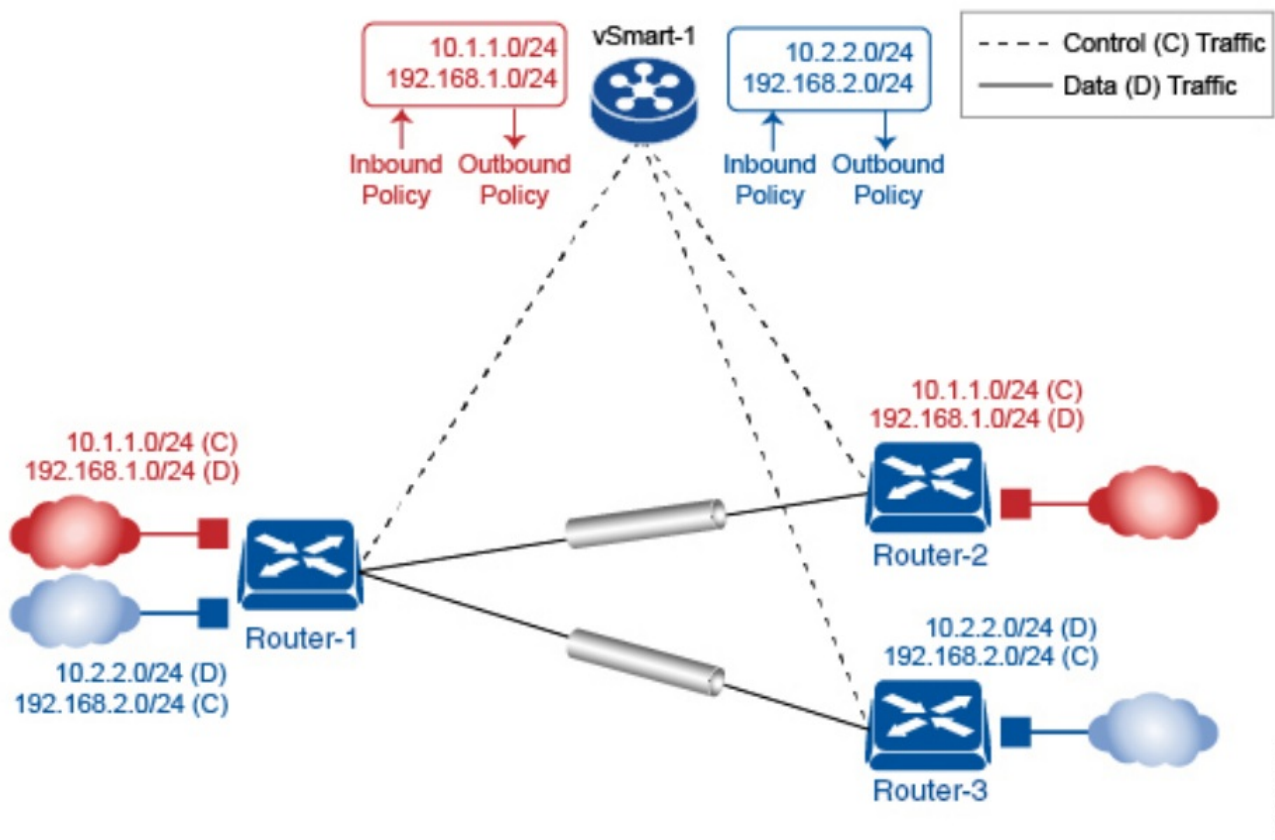 10.1.1.0/24
192.168.1.0/24
Inbound
Policy
Outbound
Policy
vSmart-1
10.2.2.0/24
192.168.2.0/24
Inbound
Policy
Outbound
Policy
Control (C) Traffic
Data (D) Traffic
10.1.1.0/24 (C)
192.168.1.0/24 (D)
Router-1
10.2.2.0/24 (D)
192.168.2.0/24 (C)
10.1.1.0/24 (C)
192.168.1.0/24 (D)
Router-2
10.2.2.0/24 (D)
192.168.2.0/24 (C)
Router-3